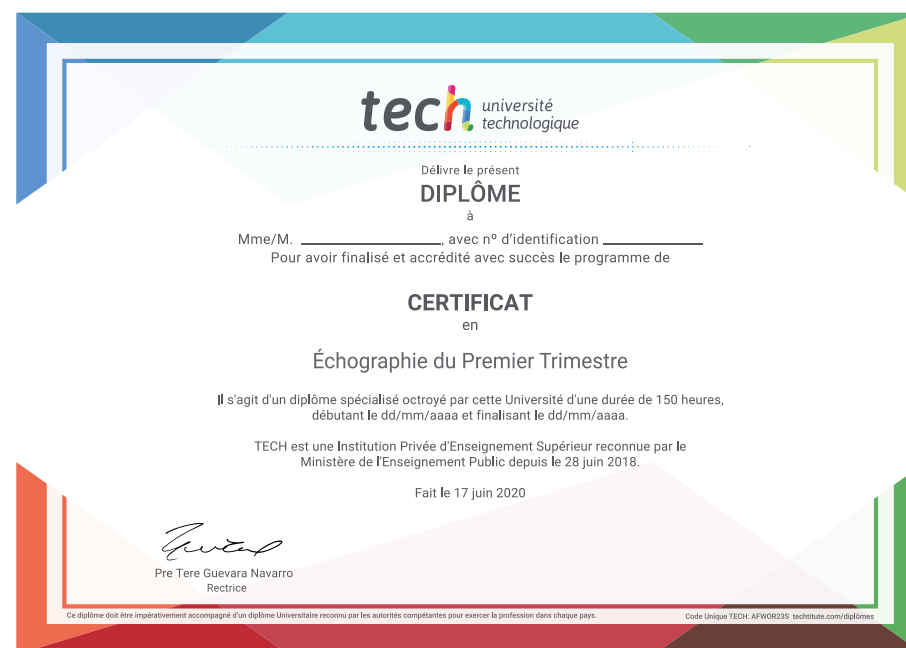 tech université
technologique
Délivre le présent
DIPLÔME
à
Mme/M. ____________________, avec nº d'identification ______________
Pour avoir finalisé et accrédité avec succès le programme de
CERTIFICAT
en
Échographie du Premier Trimestre
Il s'agit d'un diplôme spécialisé octroyé par cette Université d'une durée de 150 heures,
débutant le dd/mm/aaaa et finalisant le dd/mm/aaaa.
TECH est une Institution Privée d'Enseignement Supérieur reconnue par le
Ministère de l'Enseignement Public depuis le 28 juin 2018.
Fait le 17 juin 2020
Pre Tere Guevara Navarro
Rectrice
Ce diplôme doit être impérativement accompagné d'un diplôme Universitaire reconnu par les autorités compétantes pour exercer la profession dans chaque pays.
Code Unique TECH: AFWOR23S techtitute.com/diplômes